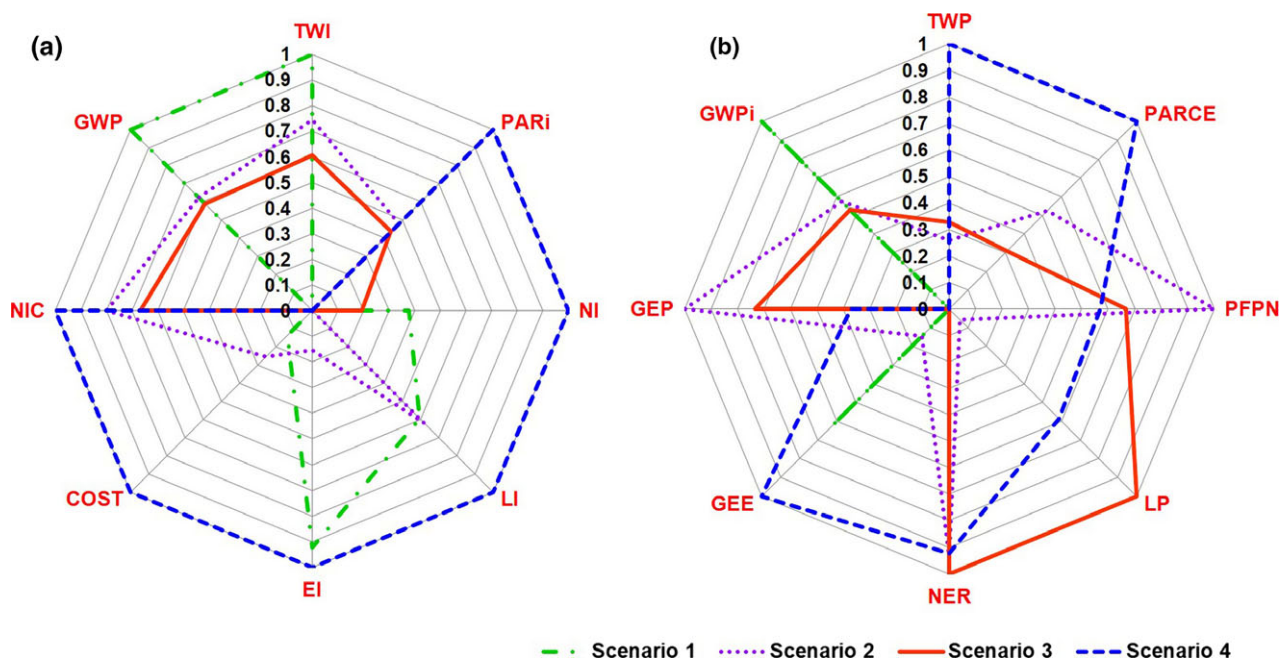 (a)
TWI
1
0.9
0.8
0.7
0.6
0.5
0.4
0.3
0.2
0.1
0
PARi
NI
LI
EI
COST
NIC
GWP
(b)
TWP
1
0.9
0.8
0.7
0.6
0.5
0.4
0.3
0.2
0.1
0
PARCE
PFPN
LP
NER
GEE
GEP
GWPi
Scenario 1 Scenario 2 Scenario 3 Scenario 4